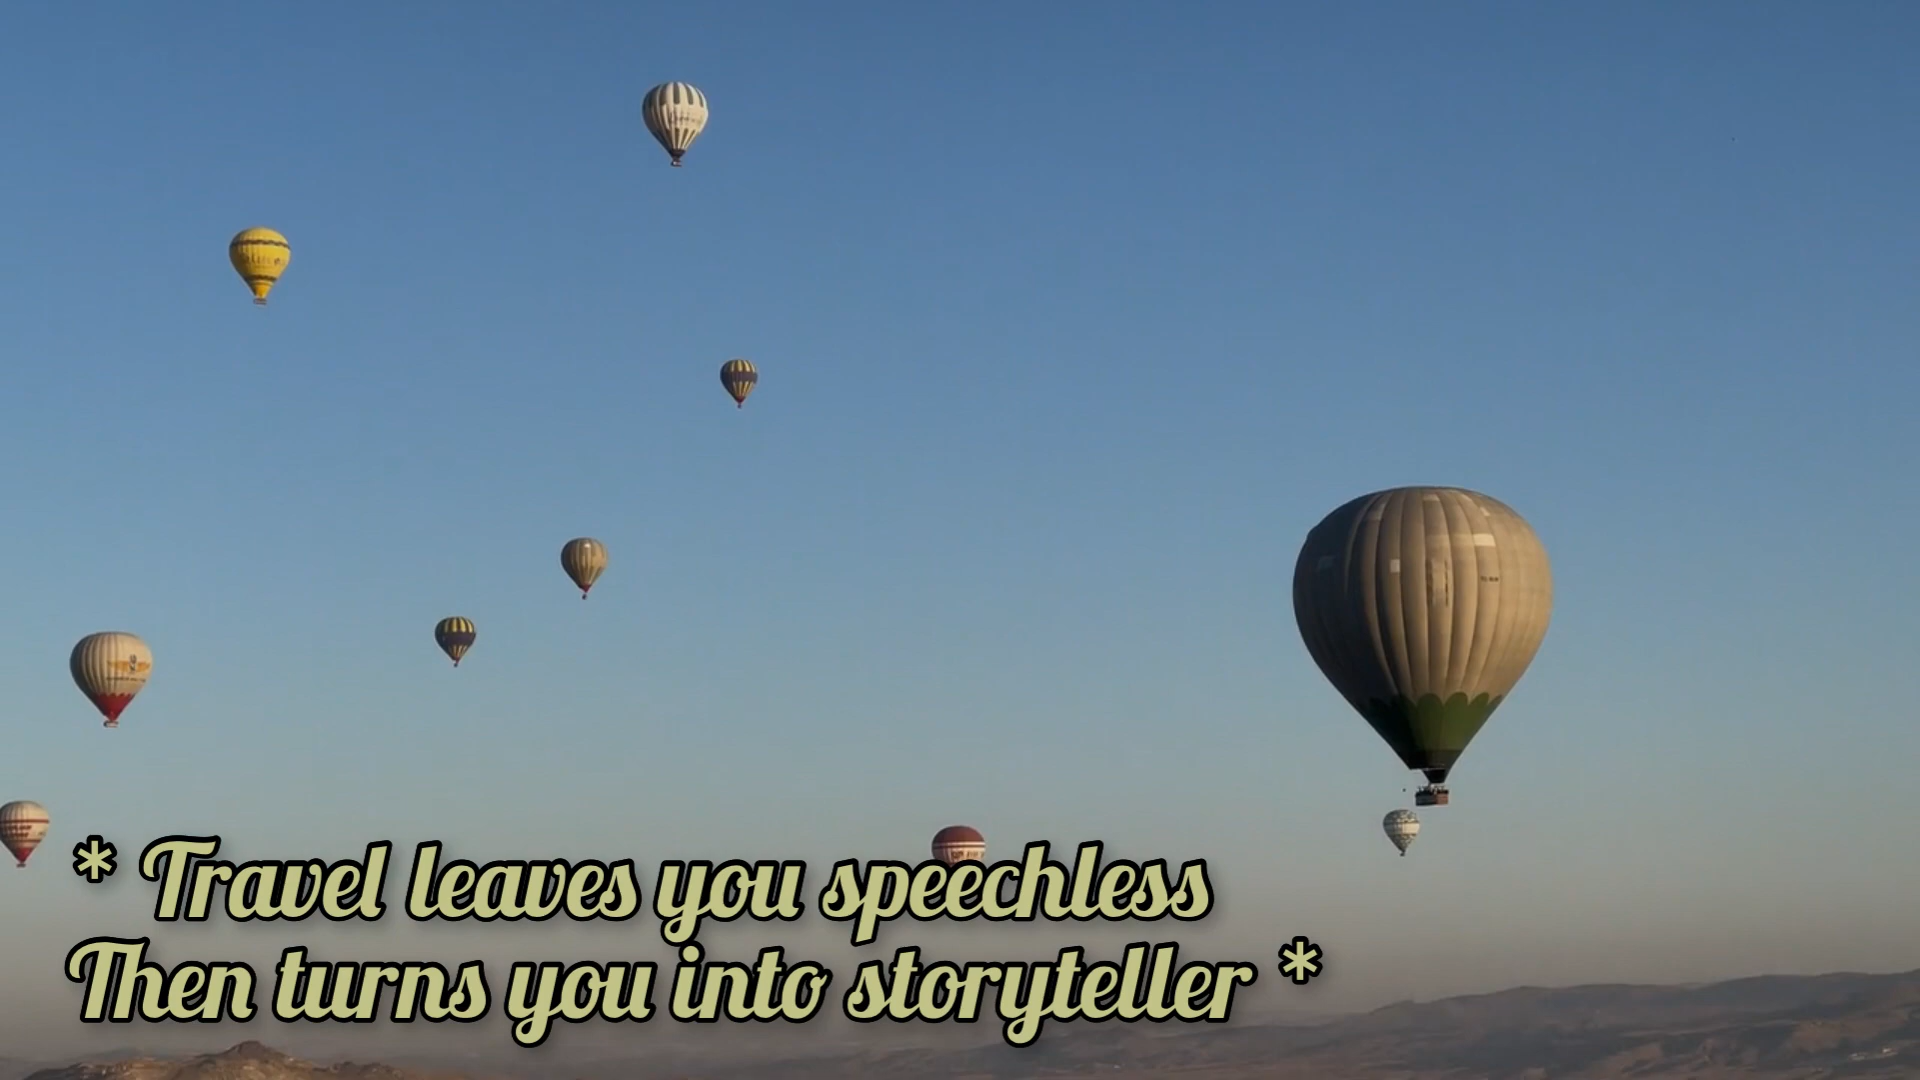 * Travel leaves you speechless
Then turns you into storyteller *